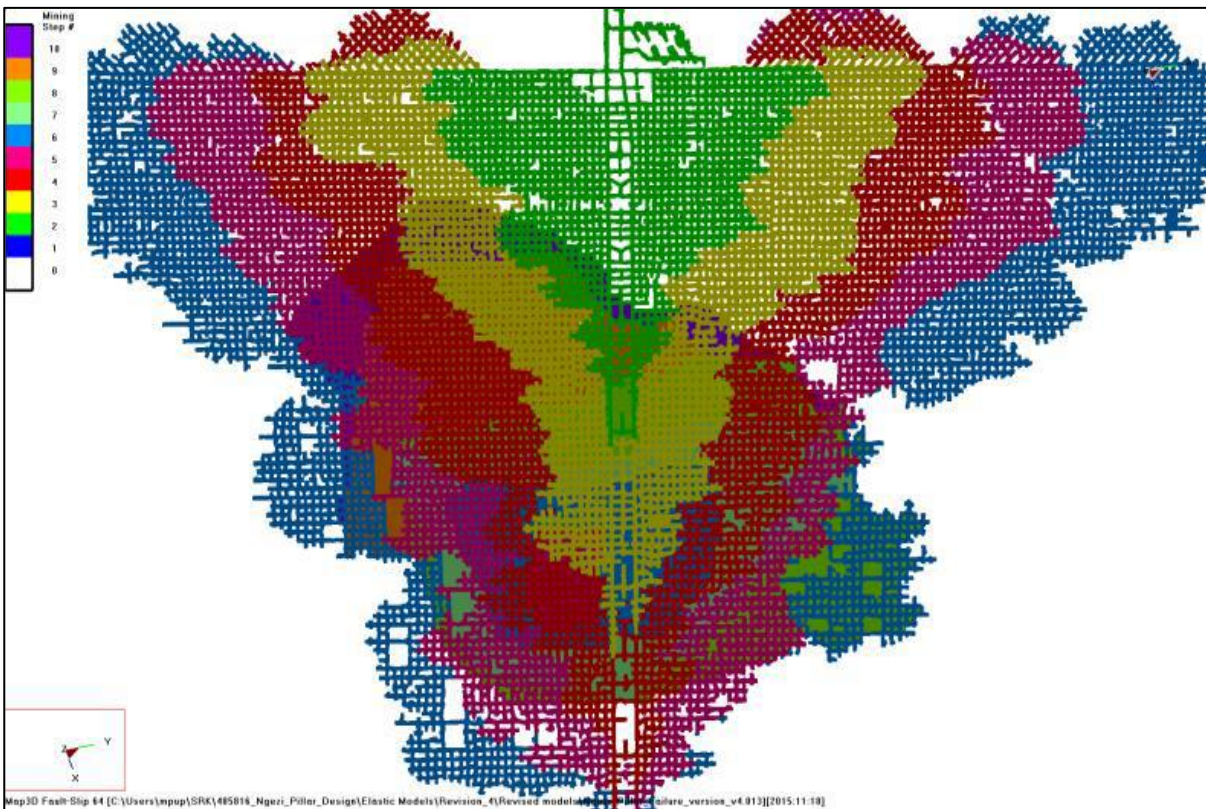 Mining
Step #
10
9
8
7
6
5
4
3
2
1
0
Z
Y
X
Map3D Fault-Slip 64 [C:\Users\mpup\SRK\485816_Ngezi_Pillar_Design\Elastic Models\Revision_4\Revised models\ _version_v4.013][2015:11:18]